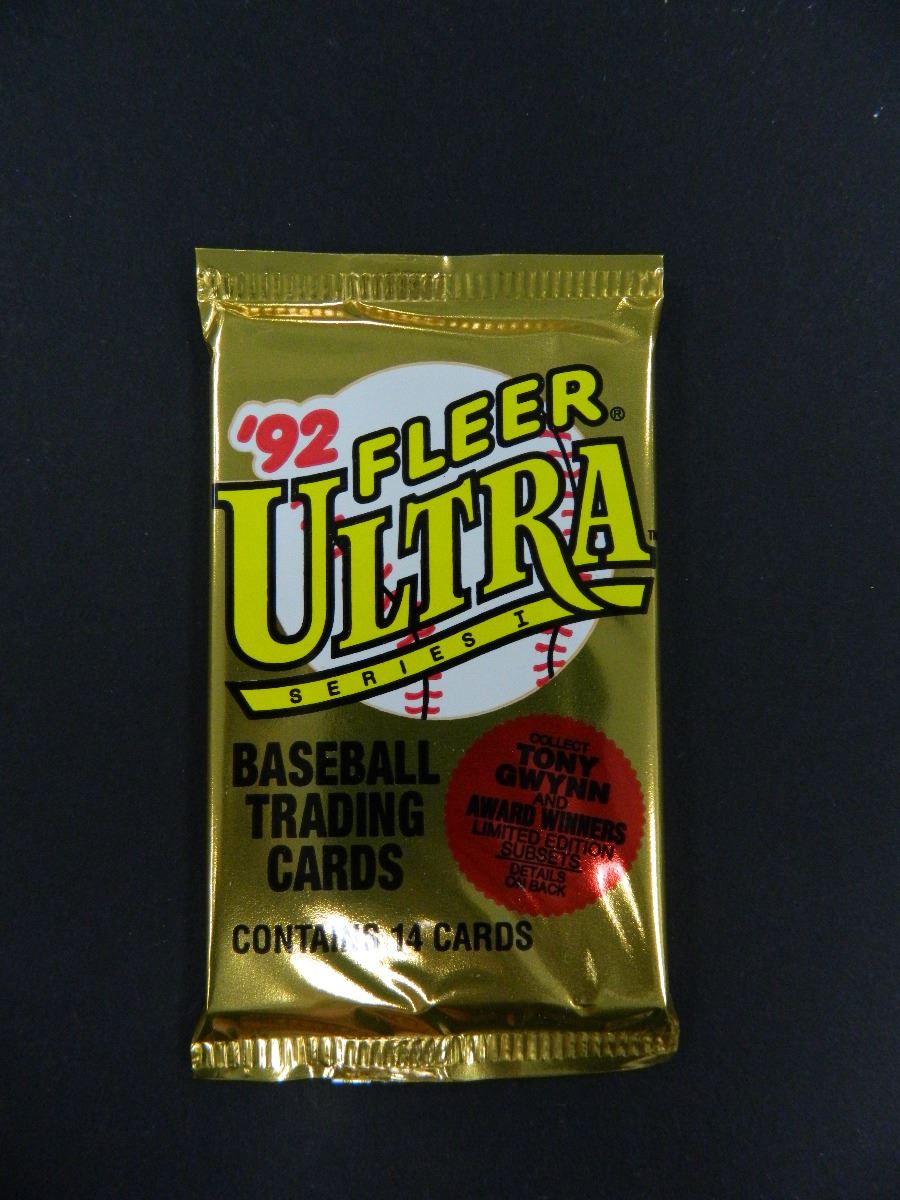 '92 FLEER®
ULTRA™
SERIES I
BASEBALL
TRADING
CARDS
COLLECT
TONY
GWYNN
AND
AWARD WINNERS
LIMITED EDITION
SUBSETS
DETAILS
ON BACK
CONTAINS 14 CARDS